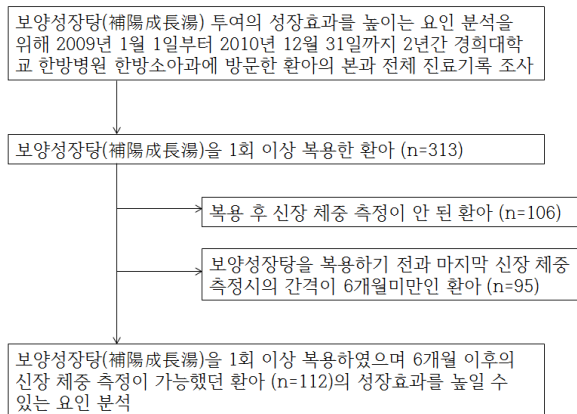 보양성장탕(補陽成長湯) 투여의 성장효과를 높이는 요인 분석을
위해 2009년 1월 1일부터 2010년 12월 31일까지 2년간 경희대학
교 한방병원 한방소아과에 방문한 환아의 본과 전체 진료기록 조사
보양성장탕(補陽成長湯)을 1회 이상 복용한 환아 (n=313)
복용 후 신장 체중 측정이 안 된 환아 (n=106)
보양성장탕을 복용하기 전과 마지막 신장 체중
측정시의 간격이 6개월미만인 환아 (n=95)
보양성장탕(補陽成長湯)을 1회 이상 복용하였으며 6개월 이후의
신장 체중 측정이 가능했던 환아 (n=112)의 성장효과를 높일 수
있는 요인 분석